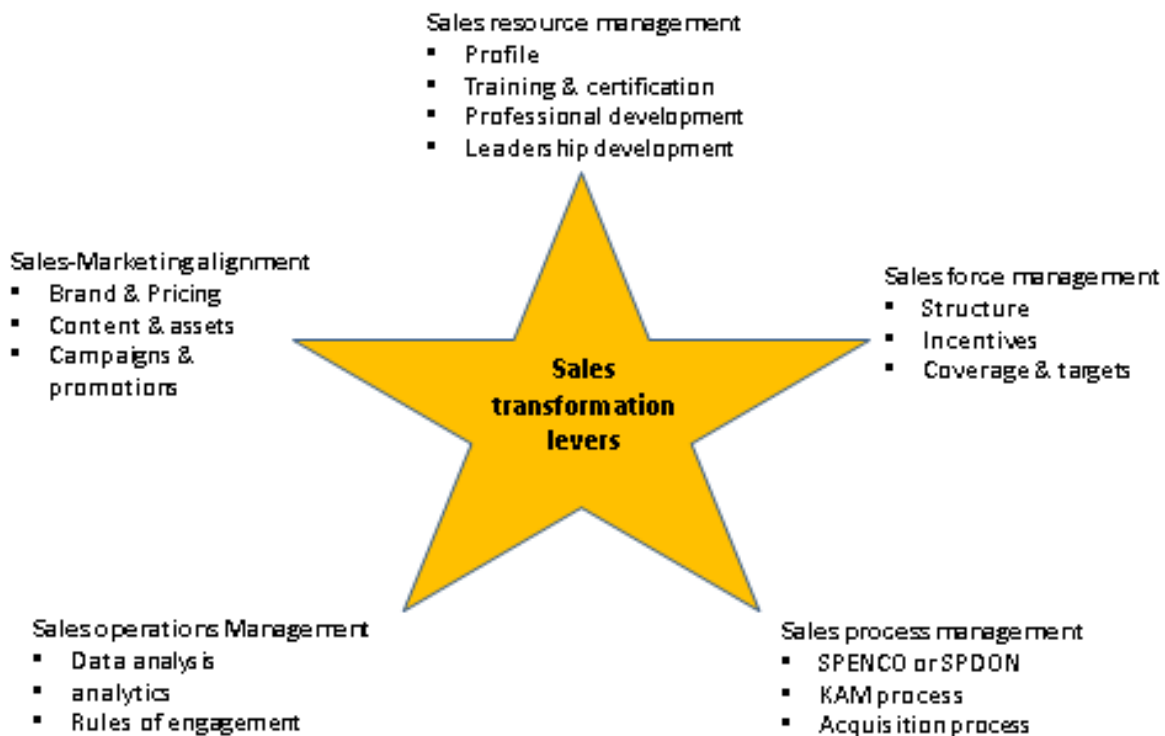 Sales resource management
▪ Profile
▪ Training & certification
▪ Professional development
▪ Leadership development
Sales-Marketing alignment
▪ Brand & Pricing
▪ Content & assets
▪ Campaigns &
promotions
Sales force management
▪ Structure
▪ Incentives
▪ Coverage & targets
Sales
transformation
levers
Sales operations Management
▪ Data analysis
▪ analytics
▪ Rules of engagement
Sales process management
▪ SPENCO or SPDON
▪ KAM process
▪ Acquisition process